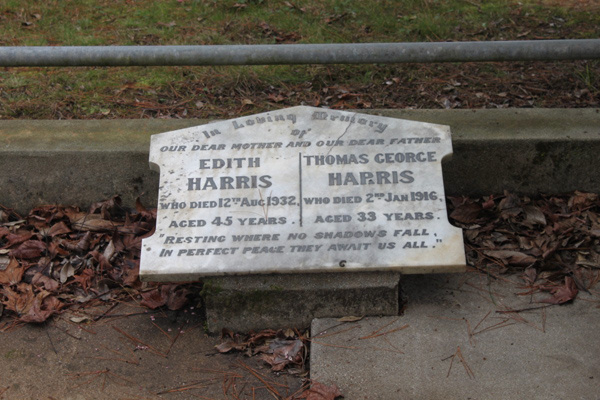 In Loving Memory
of
OUR DEAR MOTHER AND OUR DEAR FATHER
EDITH
HARRIS
WHO DIED 12TH AUG 1932.
AGED 45 YEARS.
THOMAS GEORGE
HARRIS
WHO DIED 2ND JAN 1916.
AGED 33 YEARS.
"RESTING WHERE NO SHADOWS FALL,
IN PERFECT PEACE THEY AWAIT US ALL."